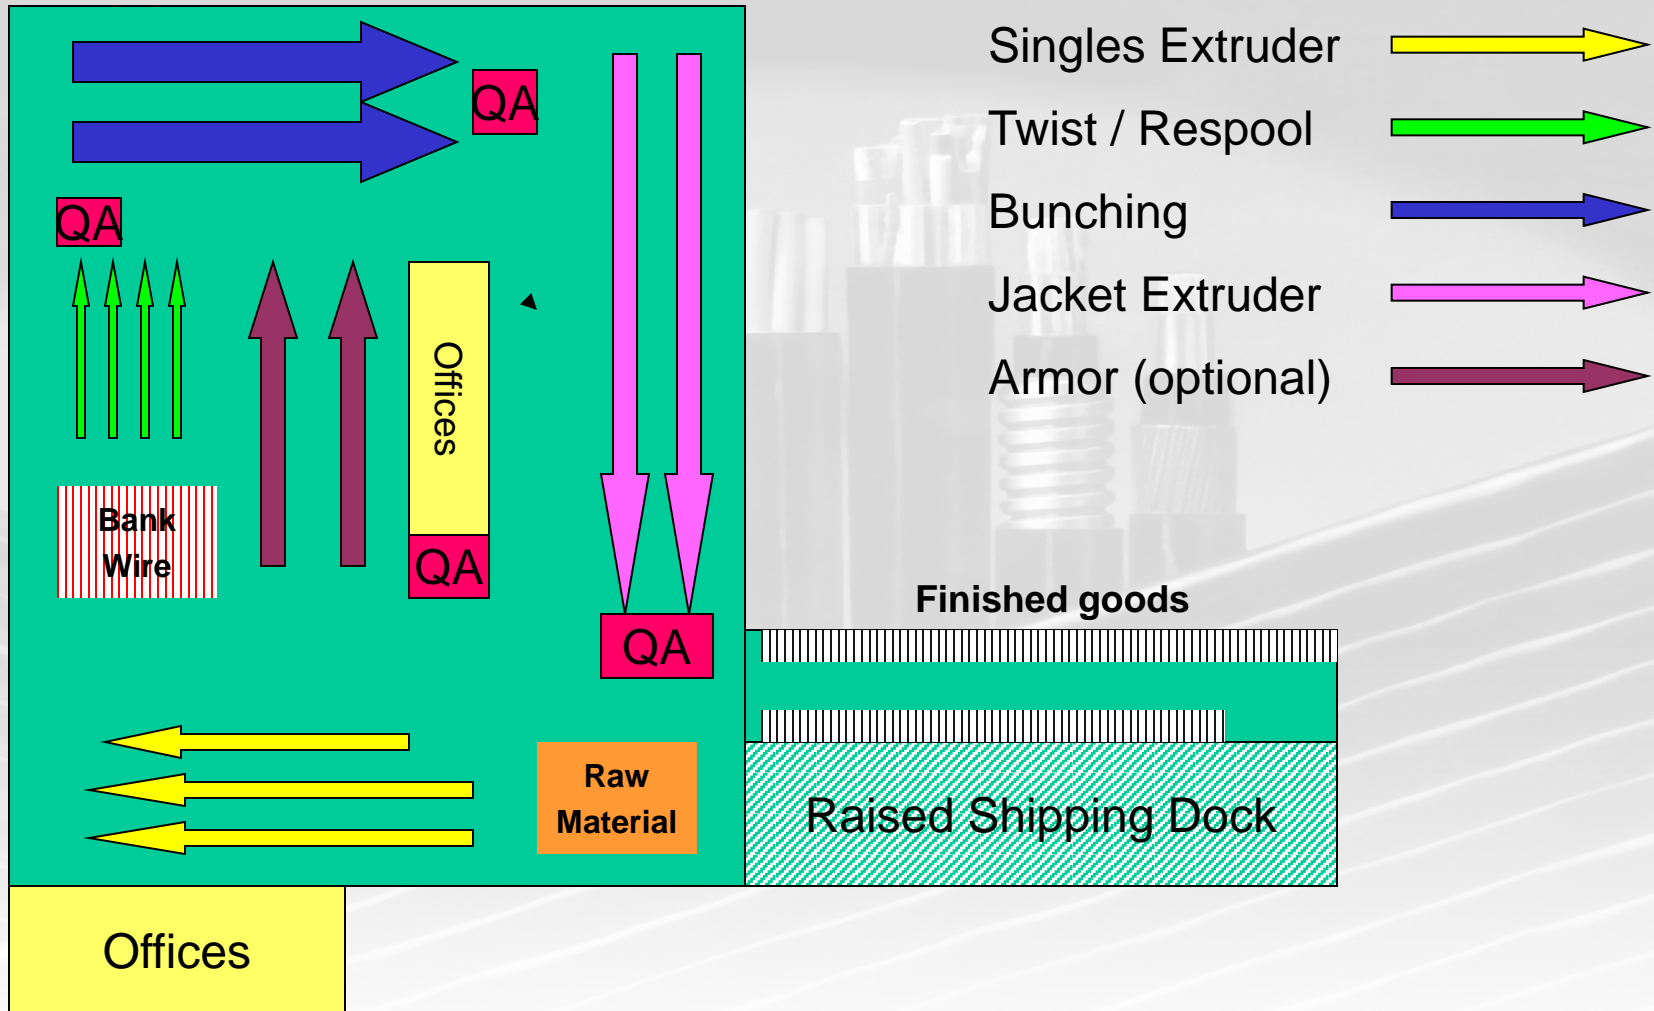 QA
QA
Offices
Bank
Wire
QA
QA
Raw
Material
Offices
Singles Extruder
Twist / Respool
Bunching
Jacket Extruder
Armor (optional)
Finished goods
Raised Shipping Dock